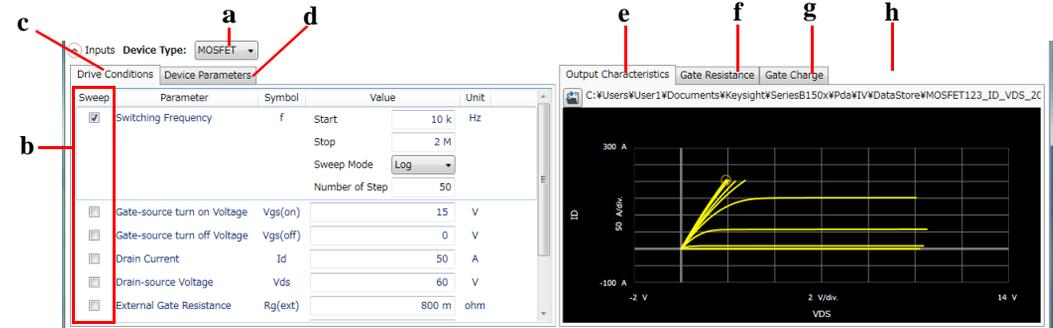 c
a
d
e
f
g
h
Inputs Device Type: MOSFET
Drive Conditions Device Parameters
Sweep Parameter Symbol Value Unit
Switching Frequency f Start 10 k Hz
Stop 2 M
Sweep Mode Log
Number of Step 50
b
Gate-source turn on Voltage Vgs(on) 15 V
Gate-source turn off Voltage Vgs(off) 0 V
Drain Current Id 50 A
Drain-source Voltage Vds 60 V
External Gate Resistance Rg(ext) 800 m ohm
Output Characteristics Gate Resistance Gate Charge
C:¥Users¥User1¥Documents¥Keysight¥SeriesB150x¥Pda¥IV¥DataStore¥MOSFET123_ID_VDS_20
300 A
ID
50 A/div.
-100 A
-2 V
2 V/div.
14 V
VDS